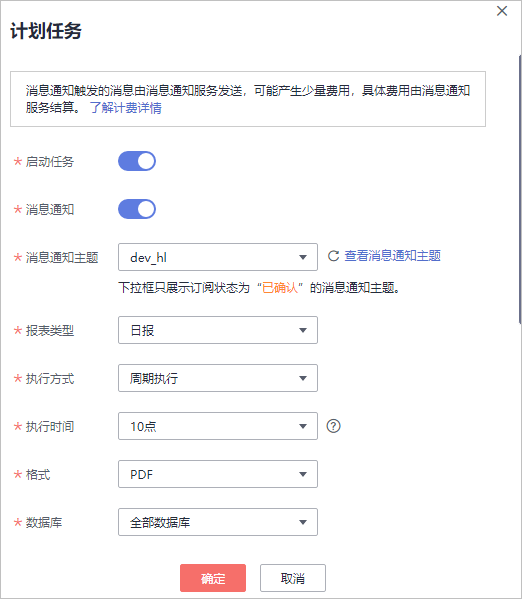 计划任务
消息通知触发的消息由消息通知服务发送，可能产生少量费用，具体费用由消息通知
服务结算。 了解计费详情
* 启动任务
* 消息通知
* 消息通知主题 dev_hl 查看消息通知主题
下拉框只展示订阅状态为“已确认”的消息通知主题。
* 报表类型 日报
* 执行方式 周期执行
* 执行时间 10点 ?
* 格式 PDF
* 数据库 全部数据库
确定 取消